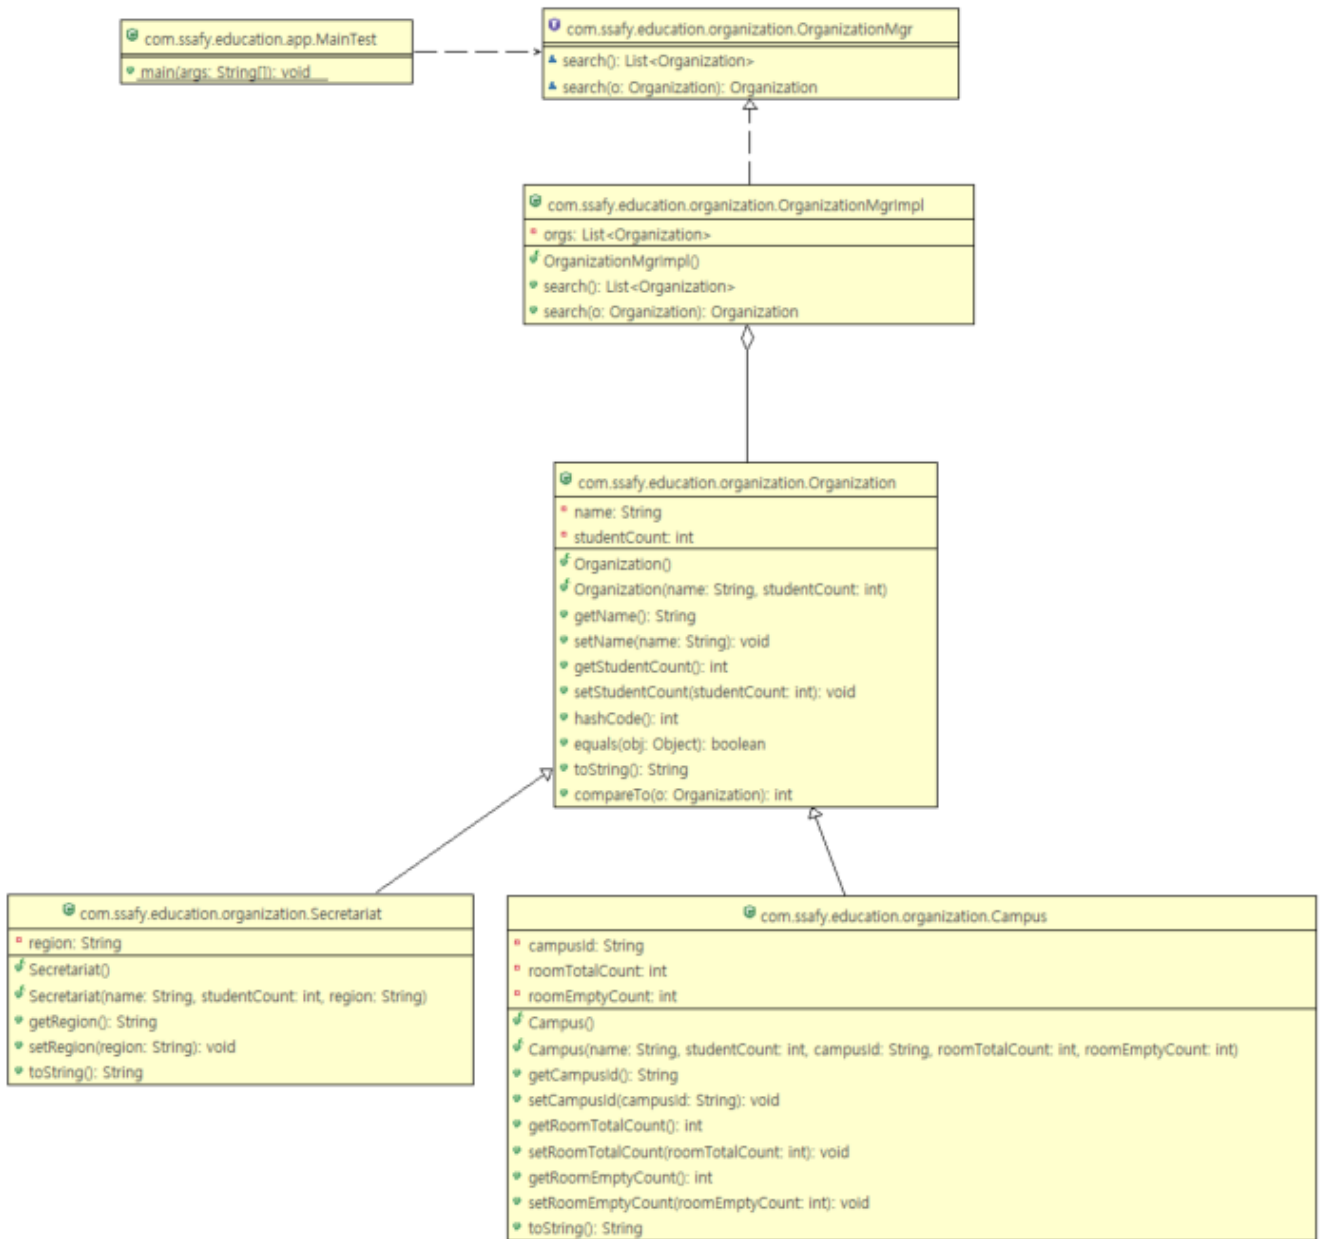 com.ssafy.education.app.MainTest
main(args: String[]): void
com.ssafy.education.organization.OrganizationMgr
search(): List<Organization>
search(o: Organization): Organization
com.ssafy.education.organization.OrganizationMgrImpl
orgs: List<Organization>
OrganizationMgrImpl()
search(): List<Organization>
search(o: Organization): Organization
com.ssafy.education.organization.Organization
name: String
studentCount: int
Organization()
Organization(name: String, studentCount: int)
getName(): String
setName(name: String): void
getStudentCount(): int
setStudentCount(studentCount: int): void
hashCode(): int
equals(obj: Object): boolean
toString(): String
compareTo(o: Organization): int
com.ssafy.education.organization.Secretariat
region: String
Secretariat()
Secretariat(name: String, studentCount: int, region: String)
getRegion(): String
setRegion(region: String): void
toString(): String
com.ssafy.education.organization.Campus
campusId: String
roomTotalCount: int
roomEmptyCount: int
Campus()
Campus(name: String, studentCount: int, campusId: String, roomTotalCount: int, roomEmptyCount: int)
getCampusId(): String
setCampusId(campusId: String): void
getRoomTotalCount(): int
setRoomTotalCount(roomTotalCount: int): void
getRoomEmptyCount(): int
setRoomEmptyCount(roomEmptyCount: int): void
toString(): String